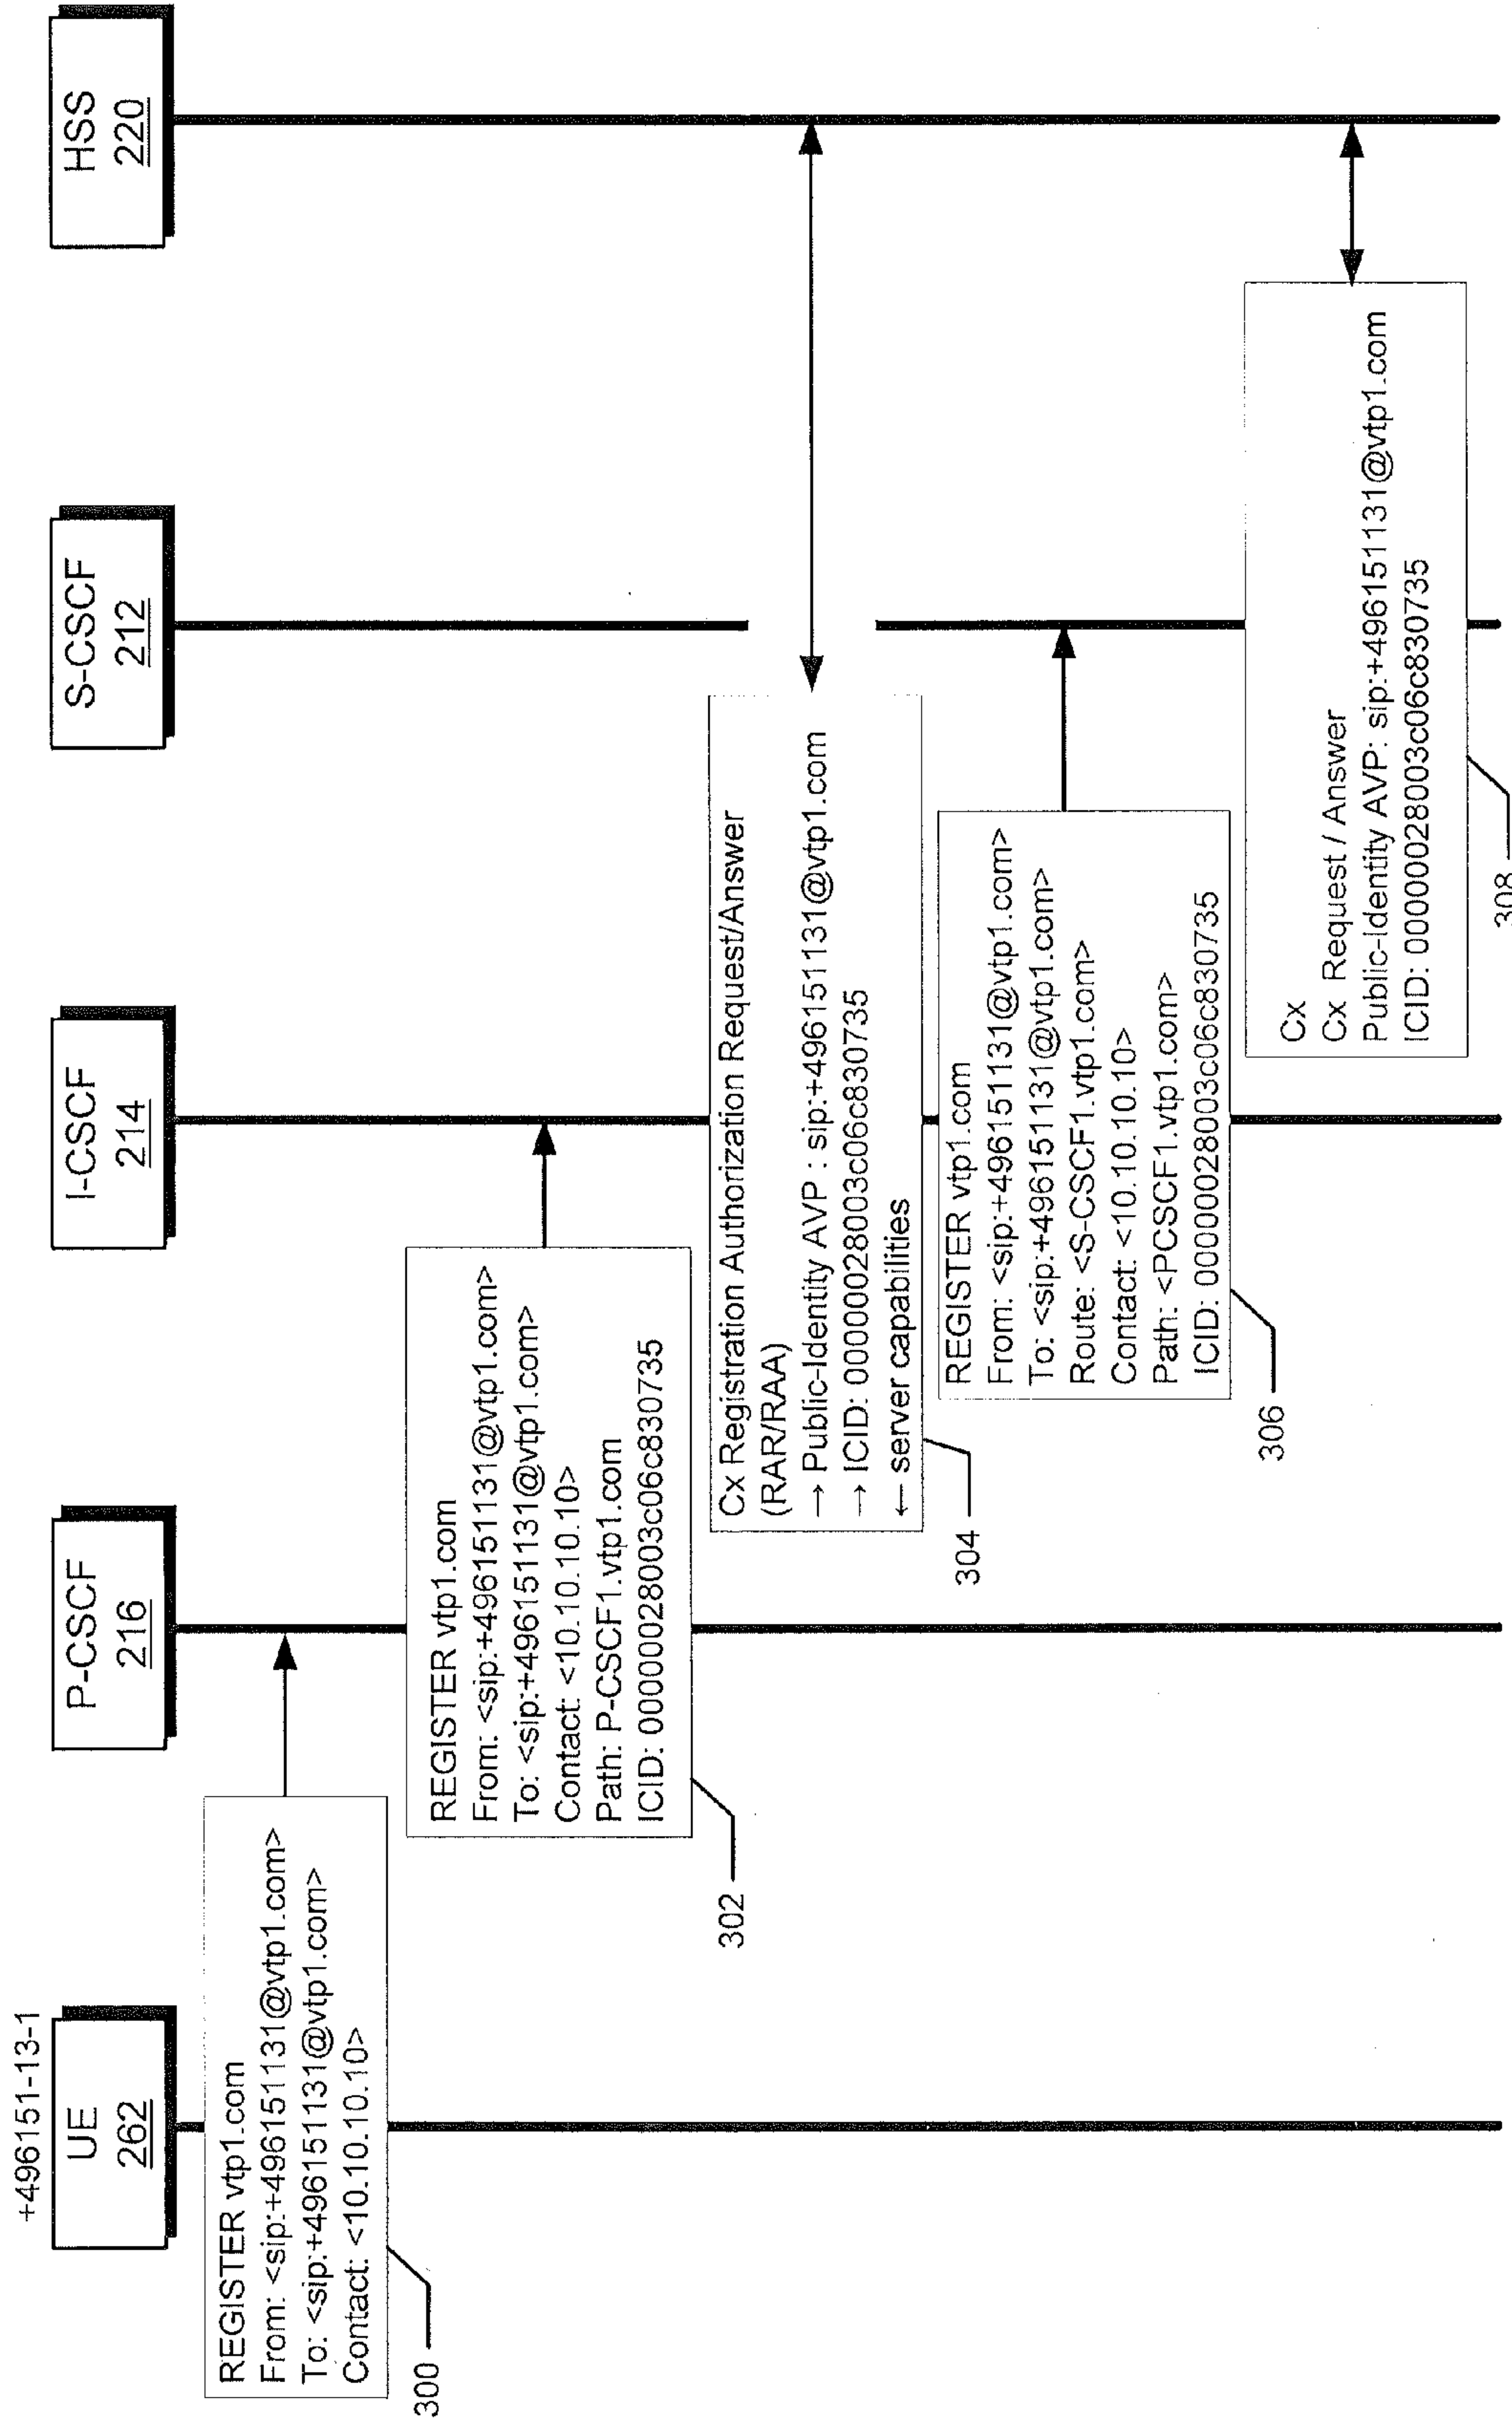 +496151-13-1
UE
262
P-CSCF
216
I-CSCF
214
S-CSCF
212
HSS
220
REGISTER vtp1.com
From: <sip:+496151131@vtp1.com>
To: <sip:+496151131@vtp1.com>
Contact: <10.10.10.10>
300
REGISTER vtp1.com
From: <sip:+496151131@vtp1.com>
To: <sip:+496151131@vtp1.com>
Contact: <10.10.10.10>
Path: P-CSCF1.vtp1.com
ICID: 0000028003c06c830735
302
Cx Registration Authorization Request/Answer
(RAR/RAA)
→ Public-Identity AVP : sip:+496151131@vtp1.com
→ ICID: 0000028003c06c830735
← server capabilities
304
REGISTER vtp1.com
From: <sip:+496151131@vtp1.com>
To: <sip:+496151131@vtp1.com>
Route: <S-CSCF1.vtp1.com>
Contact: <10.10.10.10>
Path: <PCSCF1.vtp1.com>
ICID: 0000028003c06c830735
306
Cx
Cx Request / Answer
Public-Identity AVP: sip:+496151131@vtp1.com
ICID: 0000028003c06c830735
308